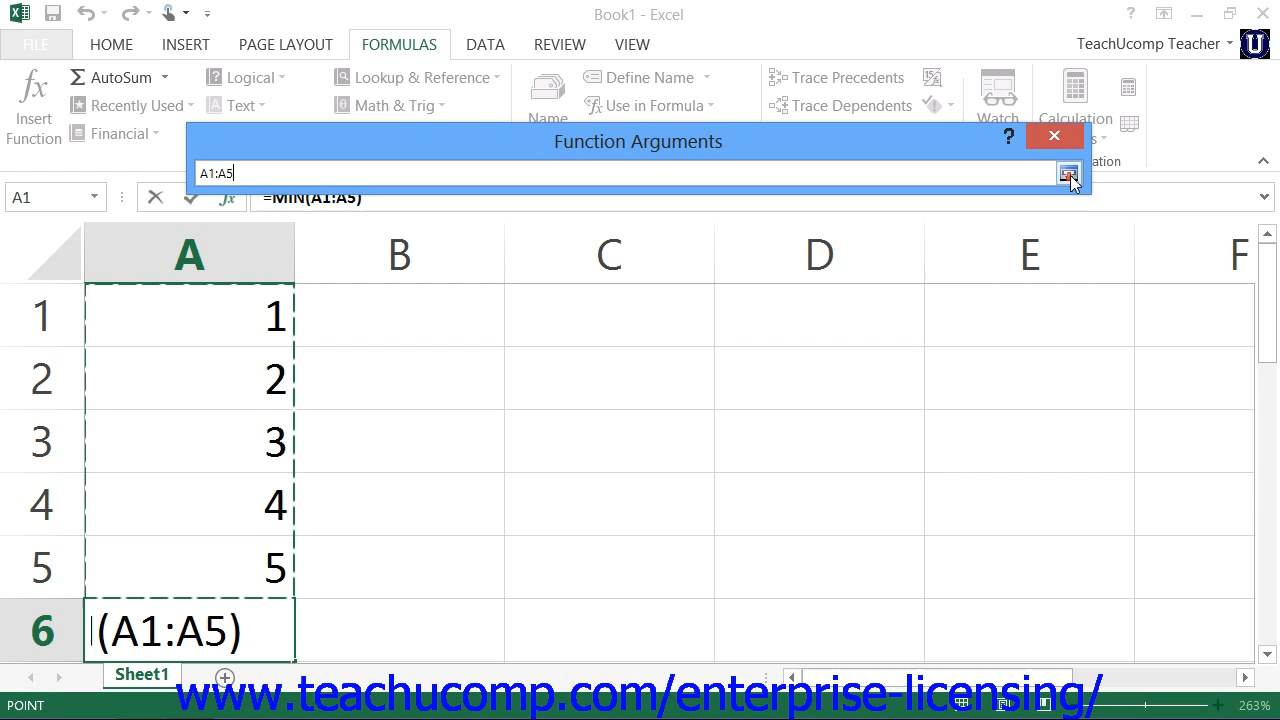 Book1 - Excel
FILE HOME INSERT PAGE LAYOUT FORMULAS DATA REVIEW VIEW TeachUcomp Teacher
Insert Function
AutoSum
Recently Used
Financial
Logical
Text
Lookup & Reference
Math & Trig
Name
Define Name
Use in Formula
Trace Precedents
Trace Dependents
Watch
Calculation
Function Arguments
A1:A5
A1 =MIN(A1:A5)
A B C D E F
1 1
2 2
3 3
4 4
5 5
6 (A1:A5)
Sheet1
www.teachucomp.com/enterprise-licensing/
POINT 263%